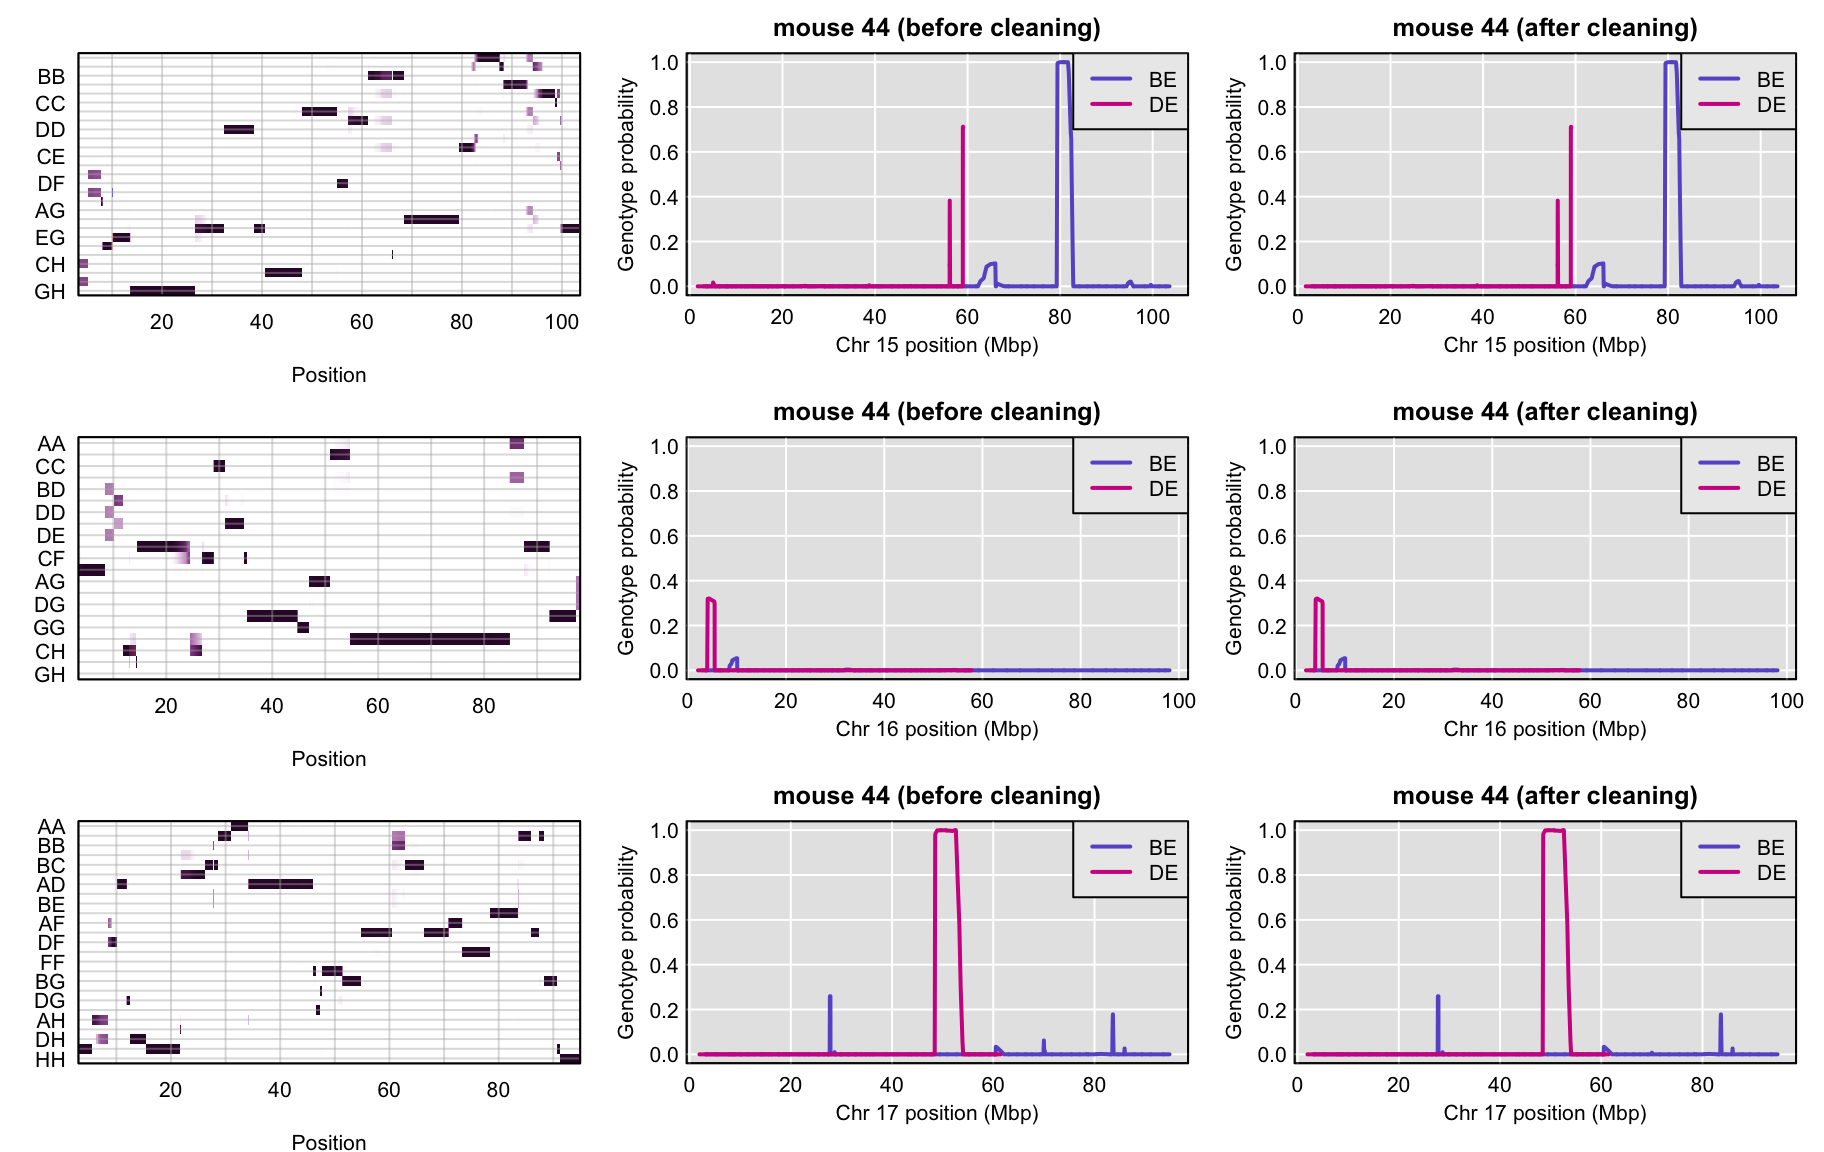 mouse 44 (before cleaning)
mouse 44 (after cleaning)
BB
CC
DD
CE
DF
AG
EG
CH
GH
20 40 60 80 100
Position
Genotype probability
1.0
0.8
0.6
0.4
0.2
0.0
BE
DE
0 20 40 60 80 100
Chr 15 position (Mbp)
Genotype probability
1.0
0.8
0.6
0.4
0.2
0.0
BE
DE
0 20 40 60 80 100
Chr 15 position (Mbp)
mouse 44 (before cleaning)
mouse 44 (after cleaning)
AA
CC
BD
DD
DE
CF
AG
DG
GG
CH
GH
20 40 60 80
Position
Genotype probability
1.0
0.8
0.6
0.4
0.2
0.0
BE
DE
0 20 40 60 80 100
Chr 16 position (Mbp)
Genotype probability
1.0
0.8
0.6
0.4
0.2
0.0
BE
DE
0 20 40 60 80 100
Chr 16 position (Mbp)
mouse 44 (before cleaning)
mouse 44 (after cleaning)
AA
BB
BC
AD
BE
AF
DF
FF
BG
DG
AH
DH
HH
20 40 60 80
Position
Genotype probability
1.0
0.8
0.6
0.4
0.2
0.0
BE
DE
0 20 40 60 80
Chr 17 position (Mbp)
Genotype probability
1.0
0.8
0.6
0.4
0.2
0.0
BE
DE
0 20 40 60 80
Chr 17 position (Mbp)